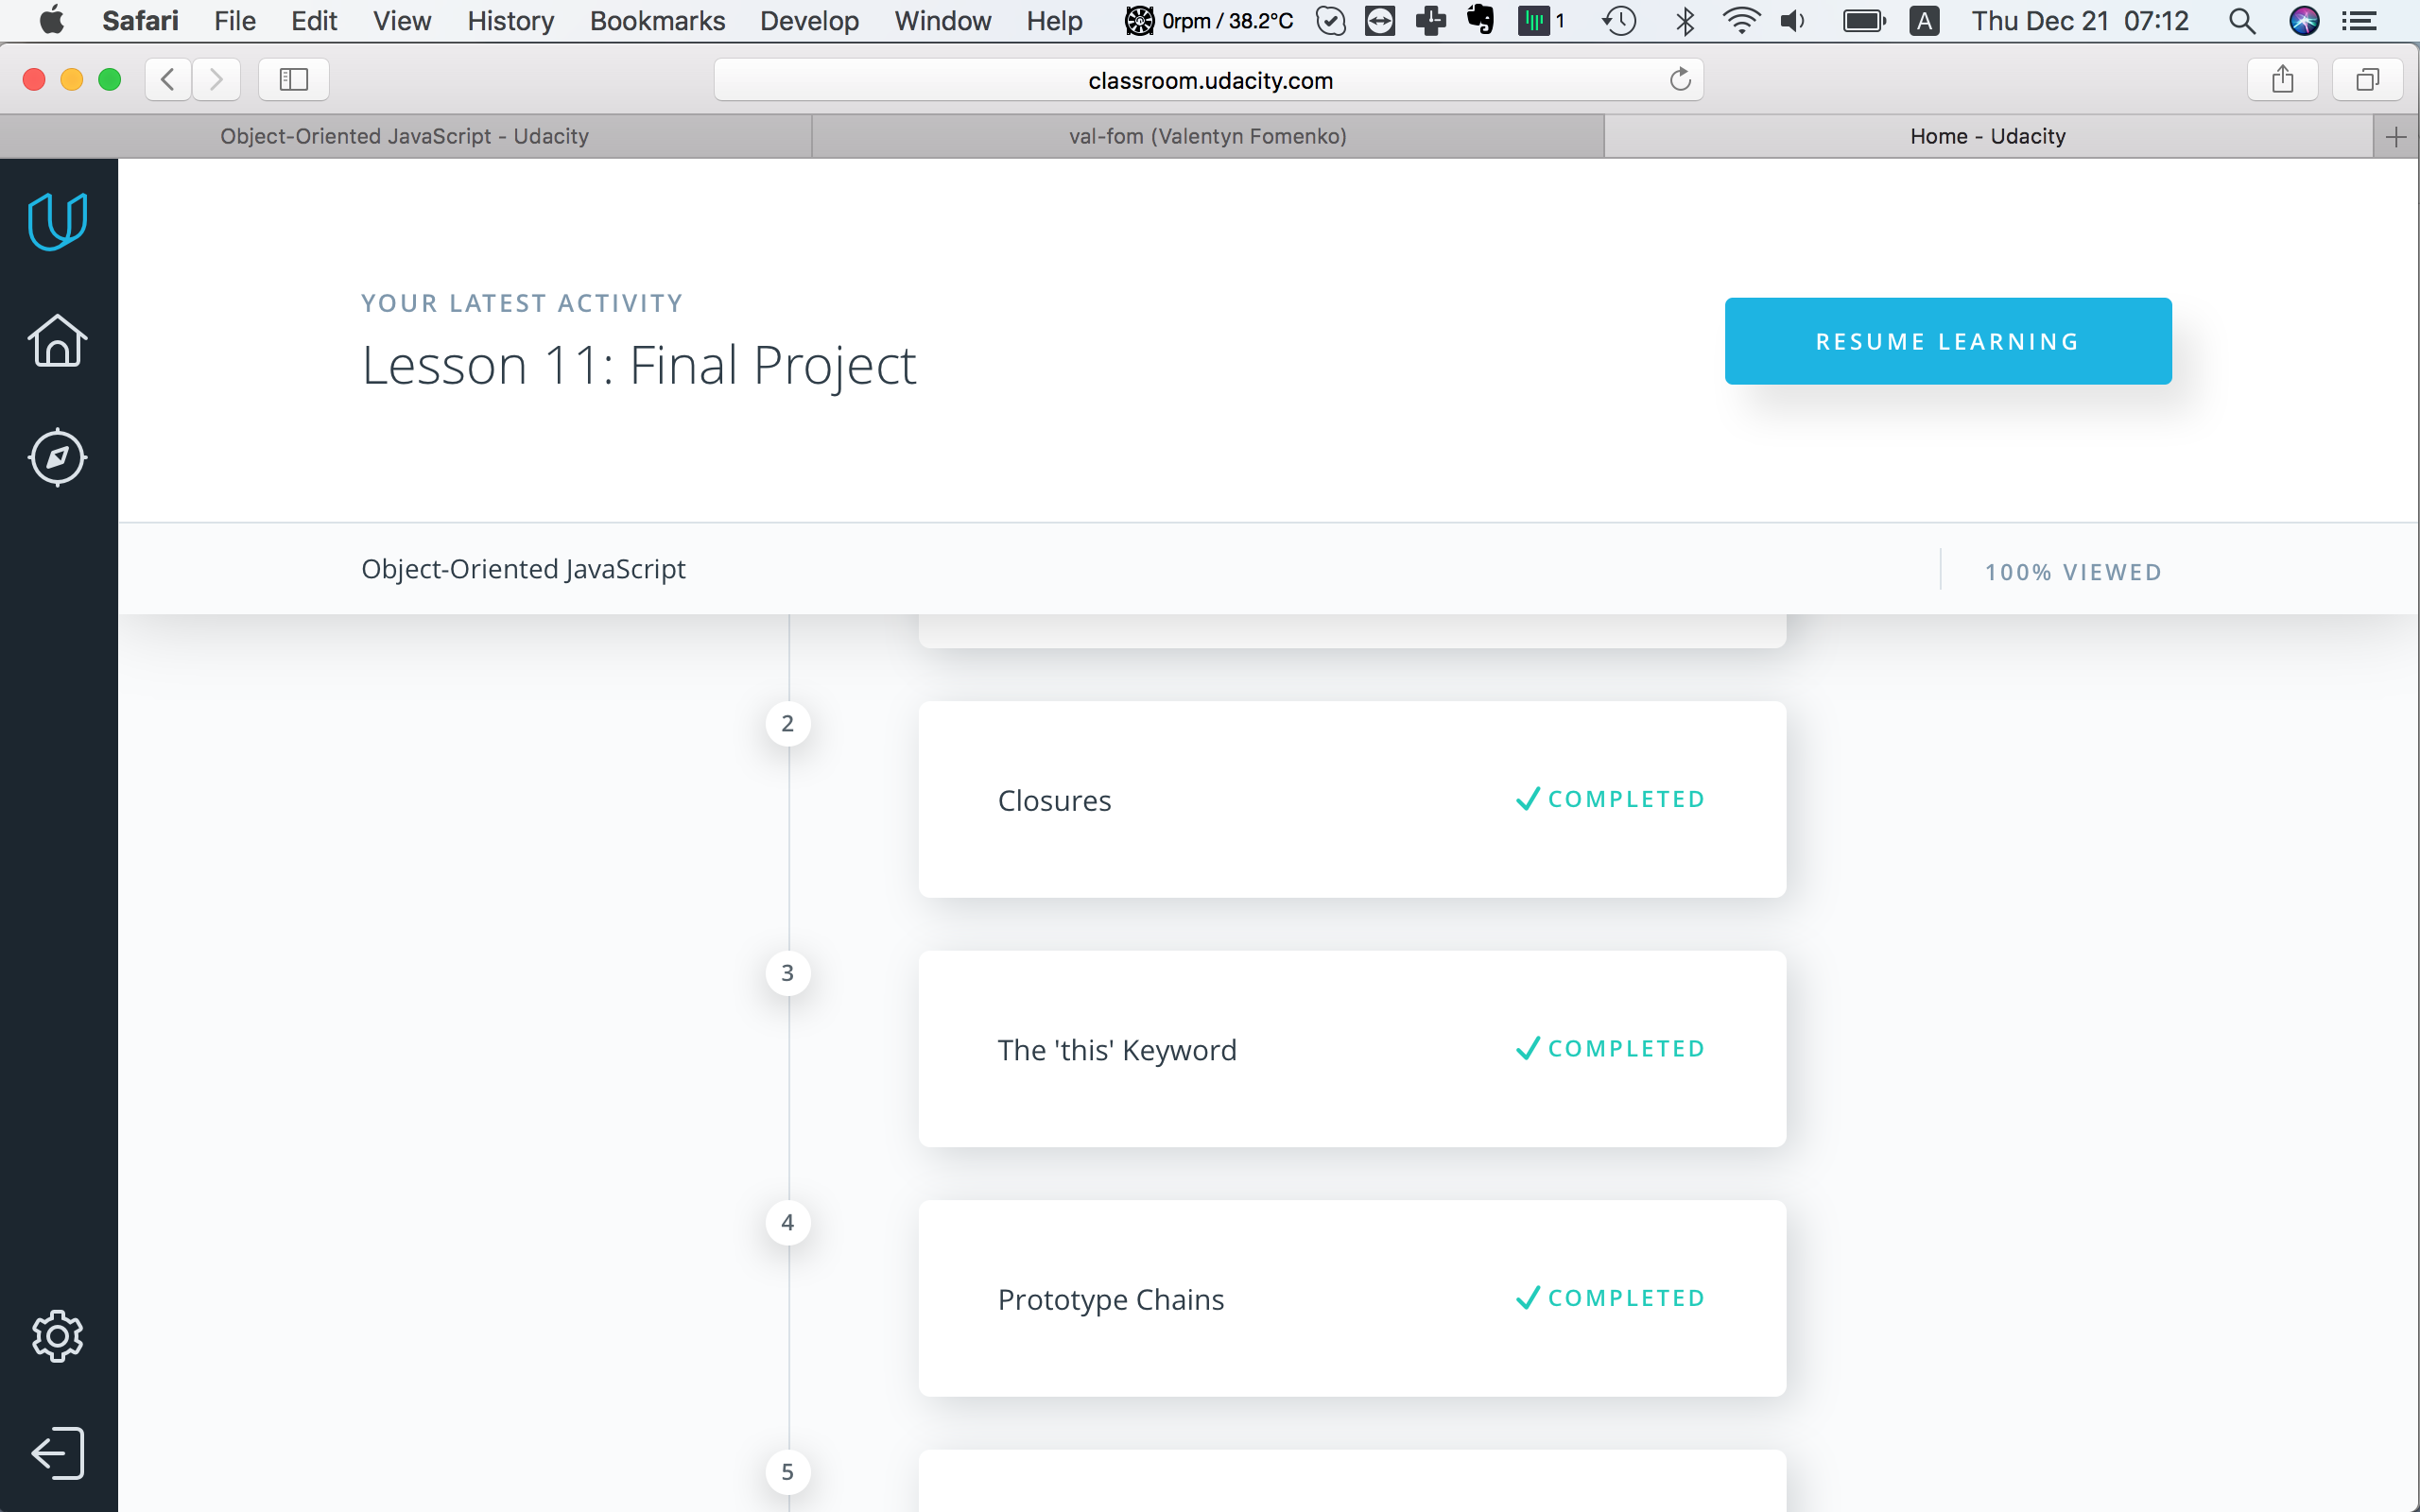 Safari File Edit View History Bookmarks Develop Window Help 0rpm / 38.2°C 1 A Thu Dec 21 07:12
classroom.udacity.com
Object-Oriented JavaScript - Udacity val-fom (Valentyn Fomenko) Home - Udacity
YOUR LATEST ACTIVITY
Lesson 11: Final Project
RESUME LEARNING
Object-Oriented JavaScript 100% VIEWED
2
Closures COMPLETED
3
The 'this' Keyword COMPLETED
4
Prototype Chains COMPLETED
5